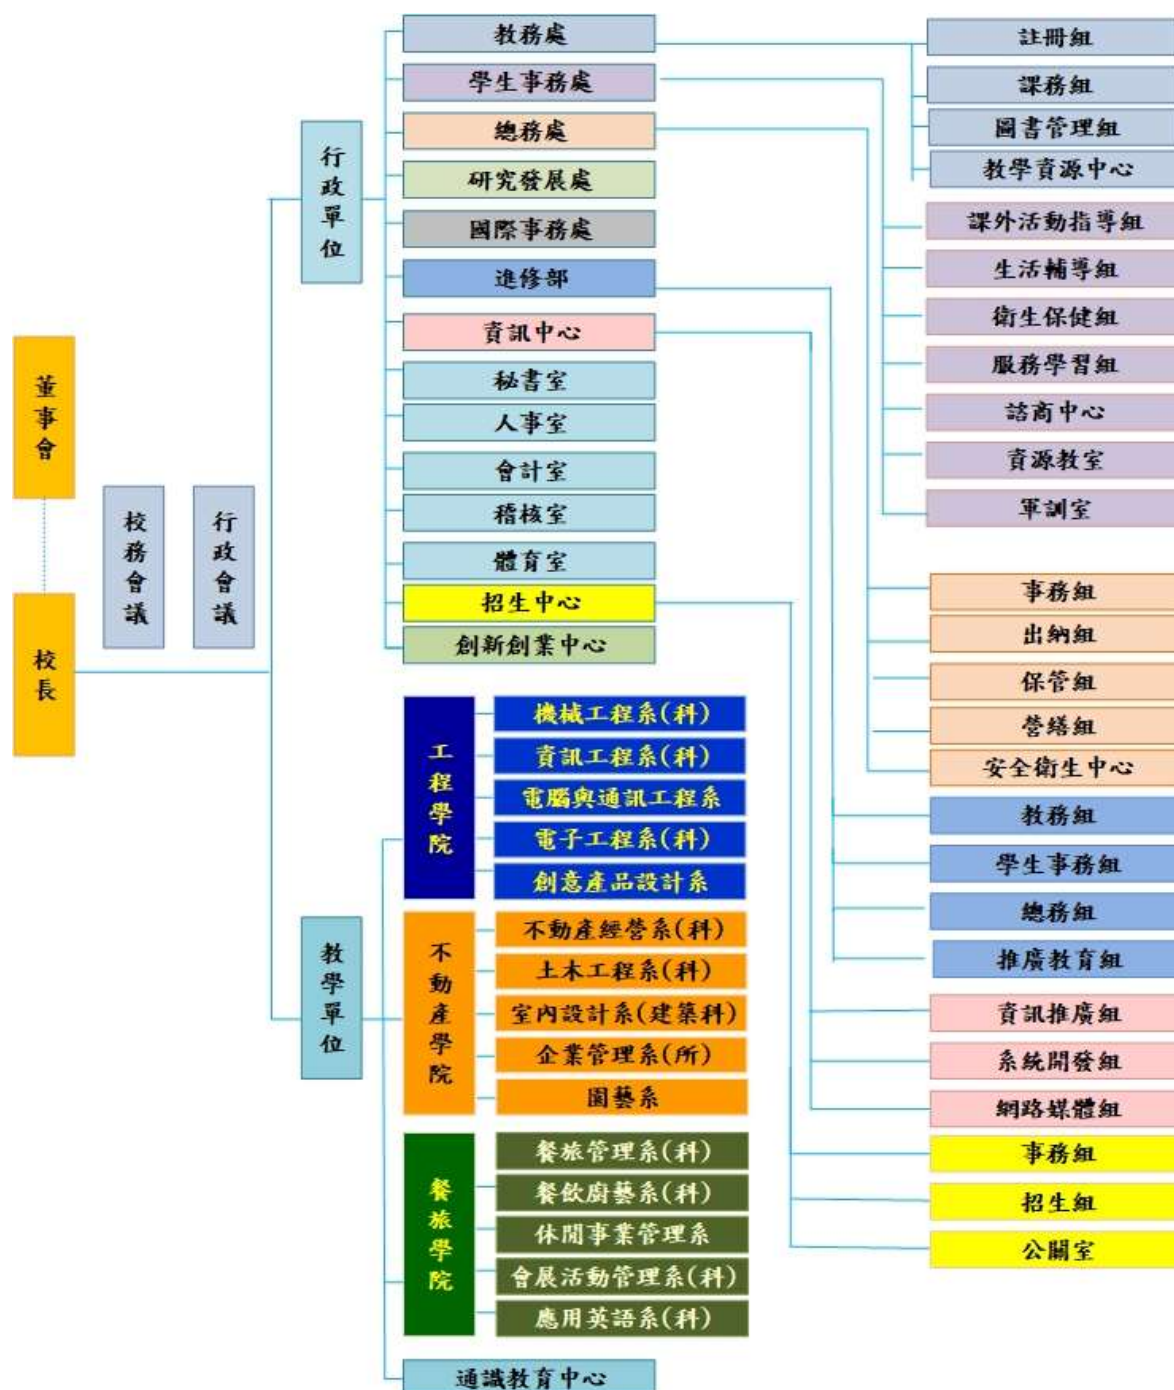 董事會
校長
校務會議
行政會議
行政單位
教務處
學生事務處
總務處
研究發展處
國際事務處
進修部
資訊中心
秘書室
人事室
會計室
稽核室
體育室
招生中心
創新創業中心
註冊組
課務組
圖書管理組
教學資源中心
課外活動指導組
生活輔導組
衛生保健組
服務學習組
諮商中心
資源教室
軍訓室
事務組
出納組
保管組
營繕組
安全衛生中心
教務組
學生事務組
總務組
推廣教育組
資訊推廣組
系統開發組
網路媒體組
事務組
招生組
公關室
教學單位
工程學院
機械工程系(科)
資訊工程系(科)
電腦與通訊工程系
電子工程系(科)
創意產品設計系
不動產學院
不動產經營系(科)
土木工程系(科)
室內設計系(建築科)
企業管理系(所)
園藝系
餐旅學院
餐旅管理系(科)
餐飲廚藝系(科)
休閒事業管理系
會展活動管理系(科)
應用英語系(科)
通識教育中心